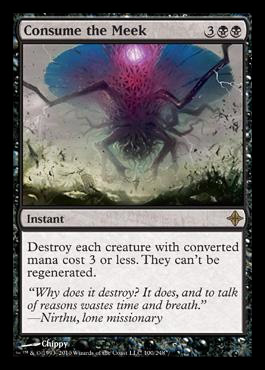 Consume the Meek 3
Instant
Destroy each creature with converted
mana cost 3 or less. They can't be
regenerated.
"Why does it destroy? It does, and to talk
of reasons wastes time and breath."
—Nirthu, lone missionary
Chippy
™ & © 1993–2010 Wizards of the Coast LLC 100/248